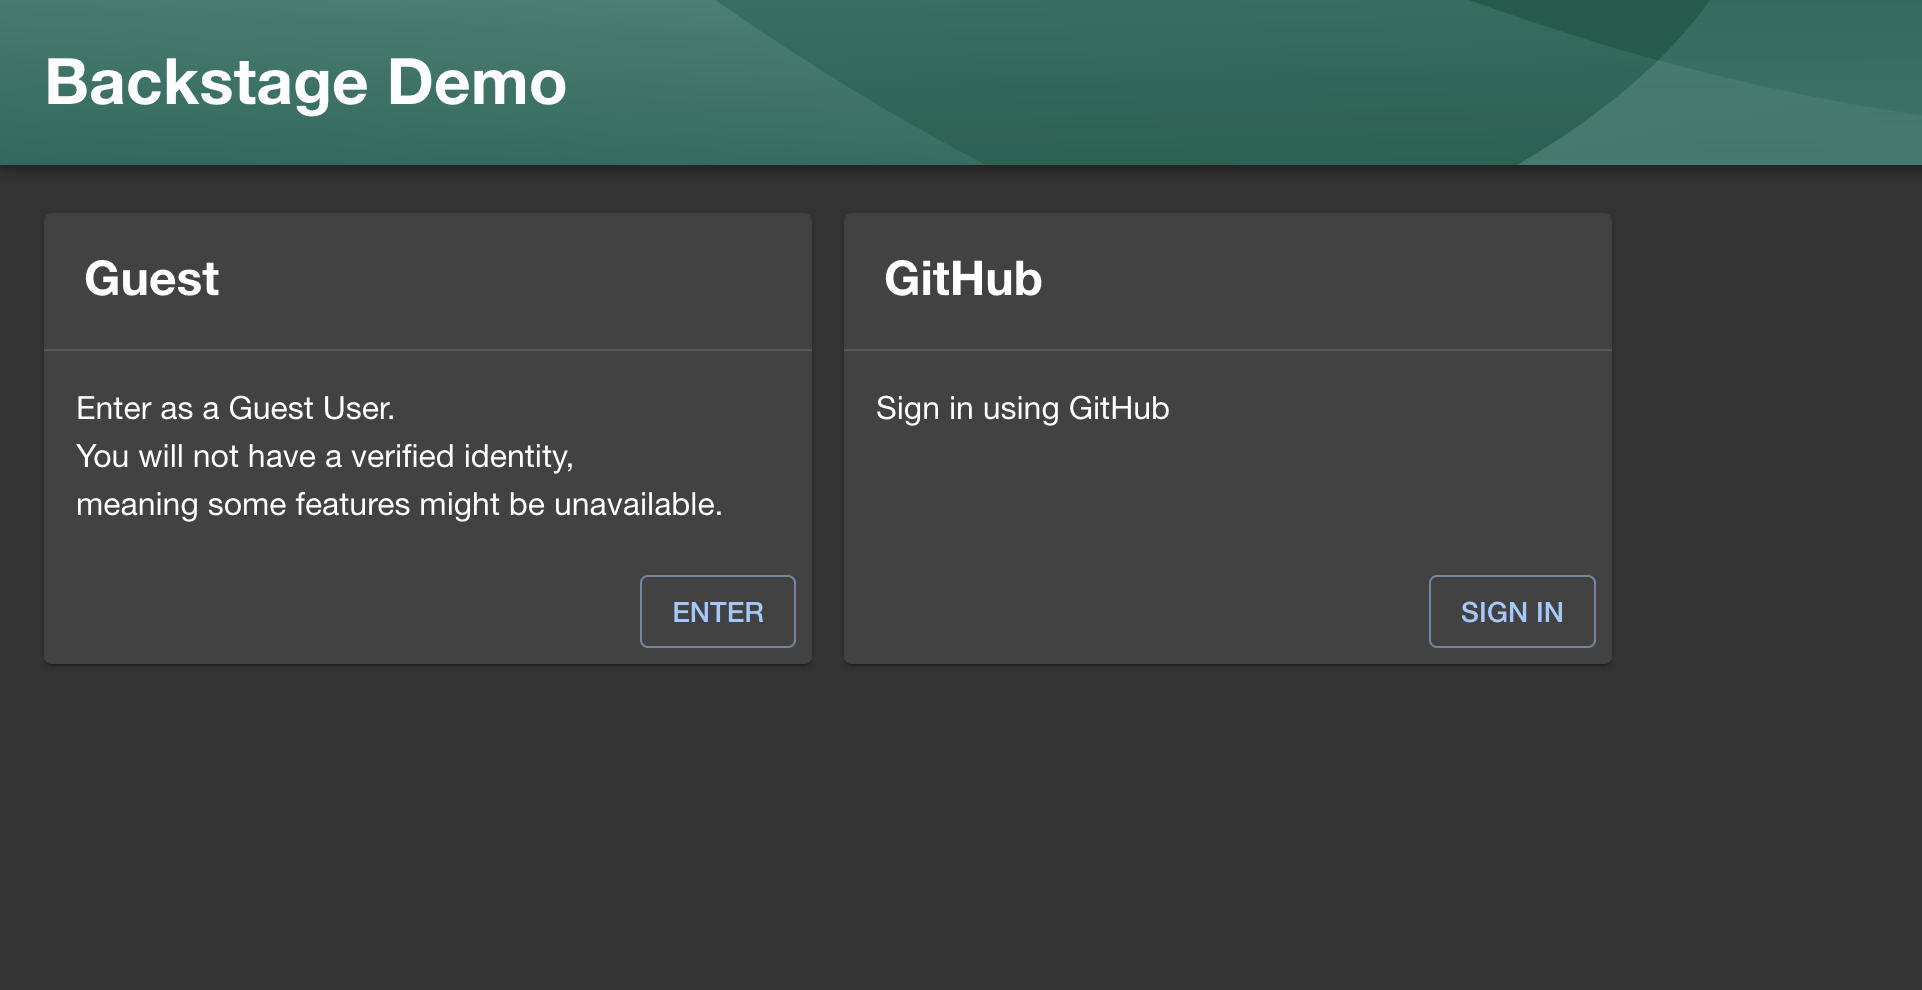 Backstage Demo
Guest
Enter as a Guest User.
You will not have a verified identity,
meaning some features might be unavailable.
ENTER
GitHub
Sign in using GitHub
SIGN IN